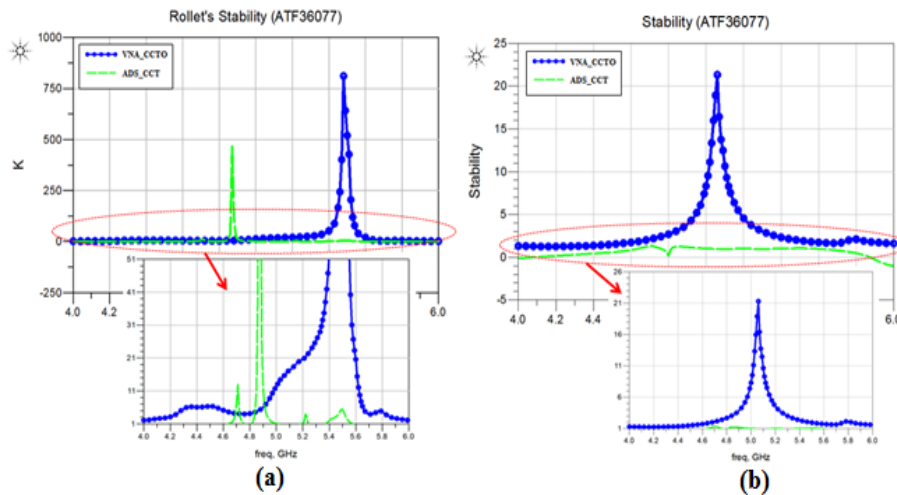 Rollet's Stability (ATF36077)
1000
750
500
250
0
-250
K
VNA_CCTO
ADS_CCT
4.0
4.2
6.0
51
41
31
21
11
1
4.0 4.2 4.4 4.6 4.8 5.0 5.2 5.4 5.6 5.8 6.0
freq, GHz
(a)
Stability (ATF36077)
25
20
15
10
5
0
-5
Stability
VNA_CCTO
ADS_CCT
4.0
4.4
6.0
26
21
16
11
6
1
4.0 4.2 4.4 4.6 4.8 5.0 5.2 5.4 5.6 5.8 6.0
freq, GHz
(b)